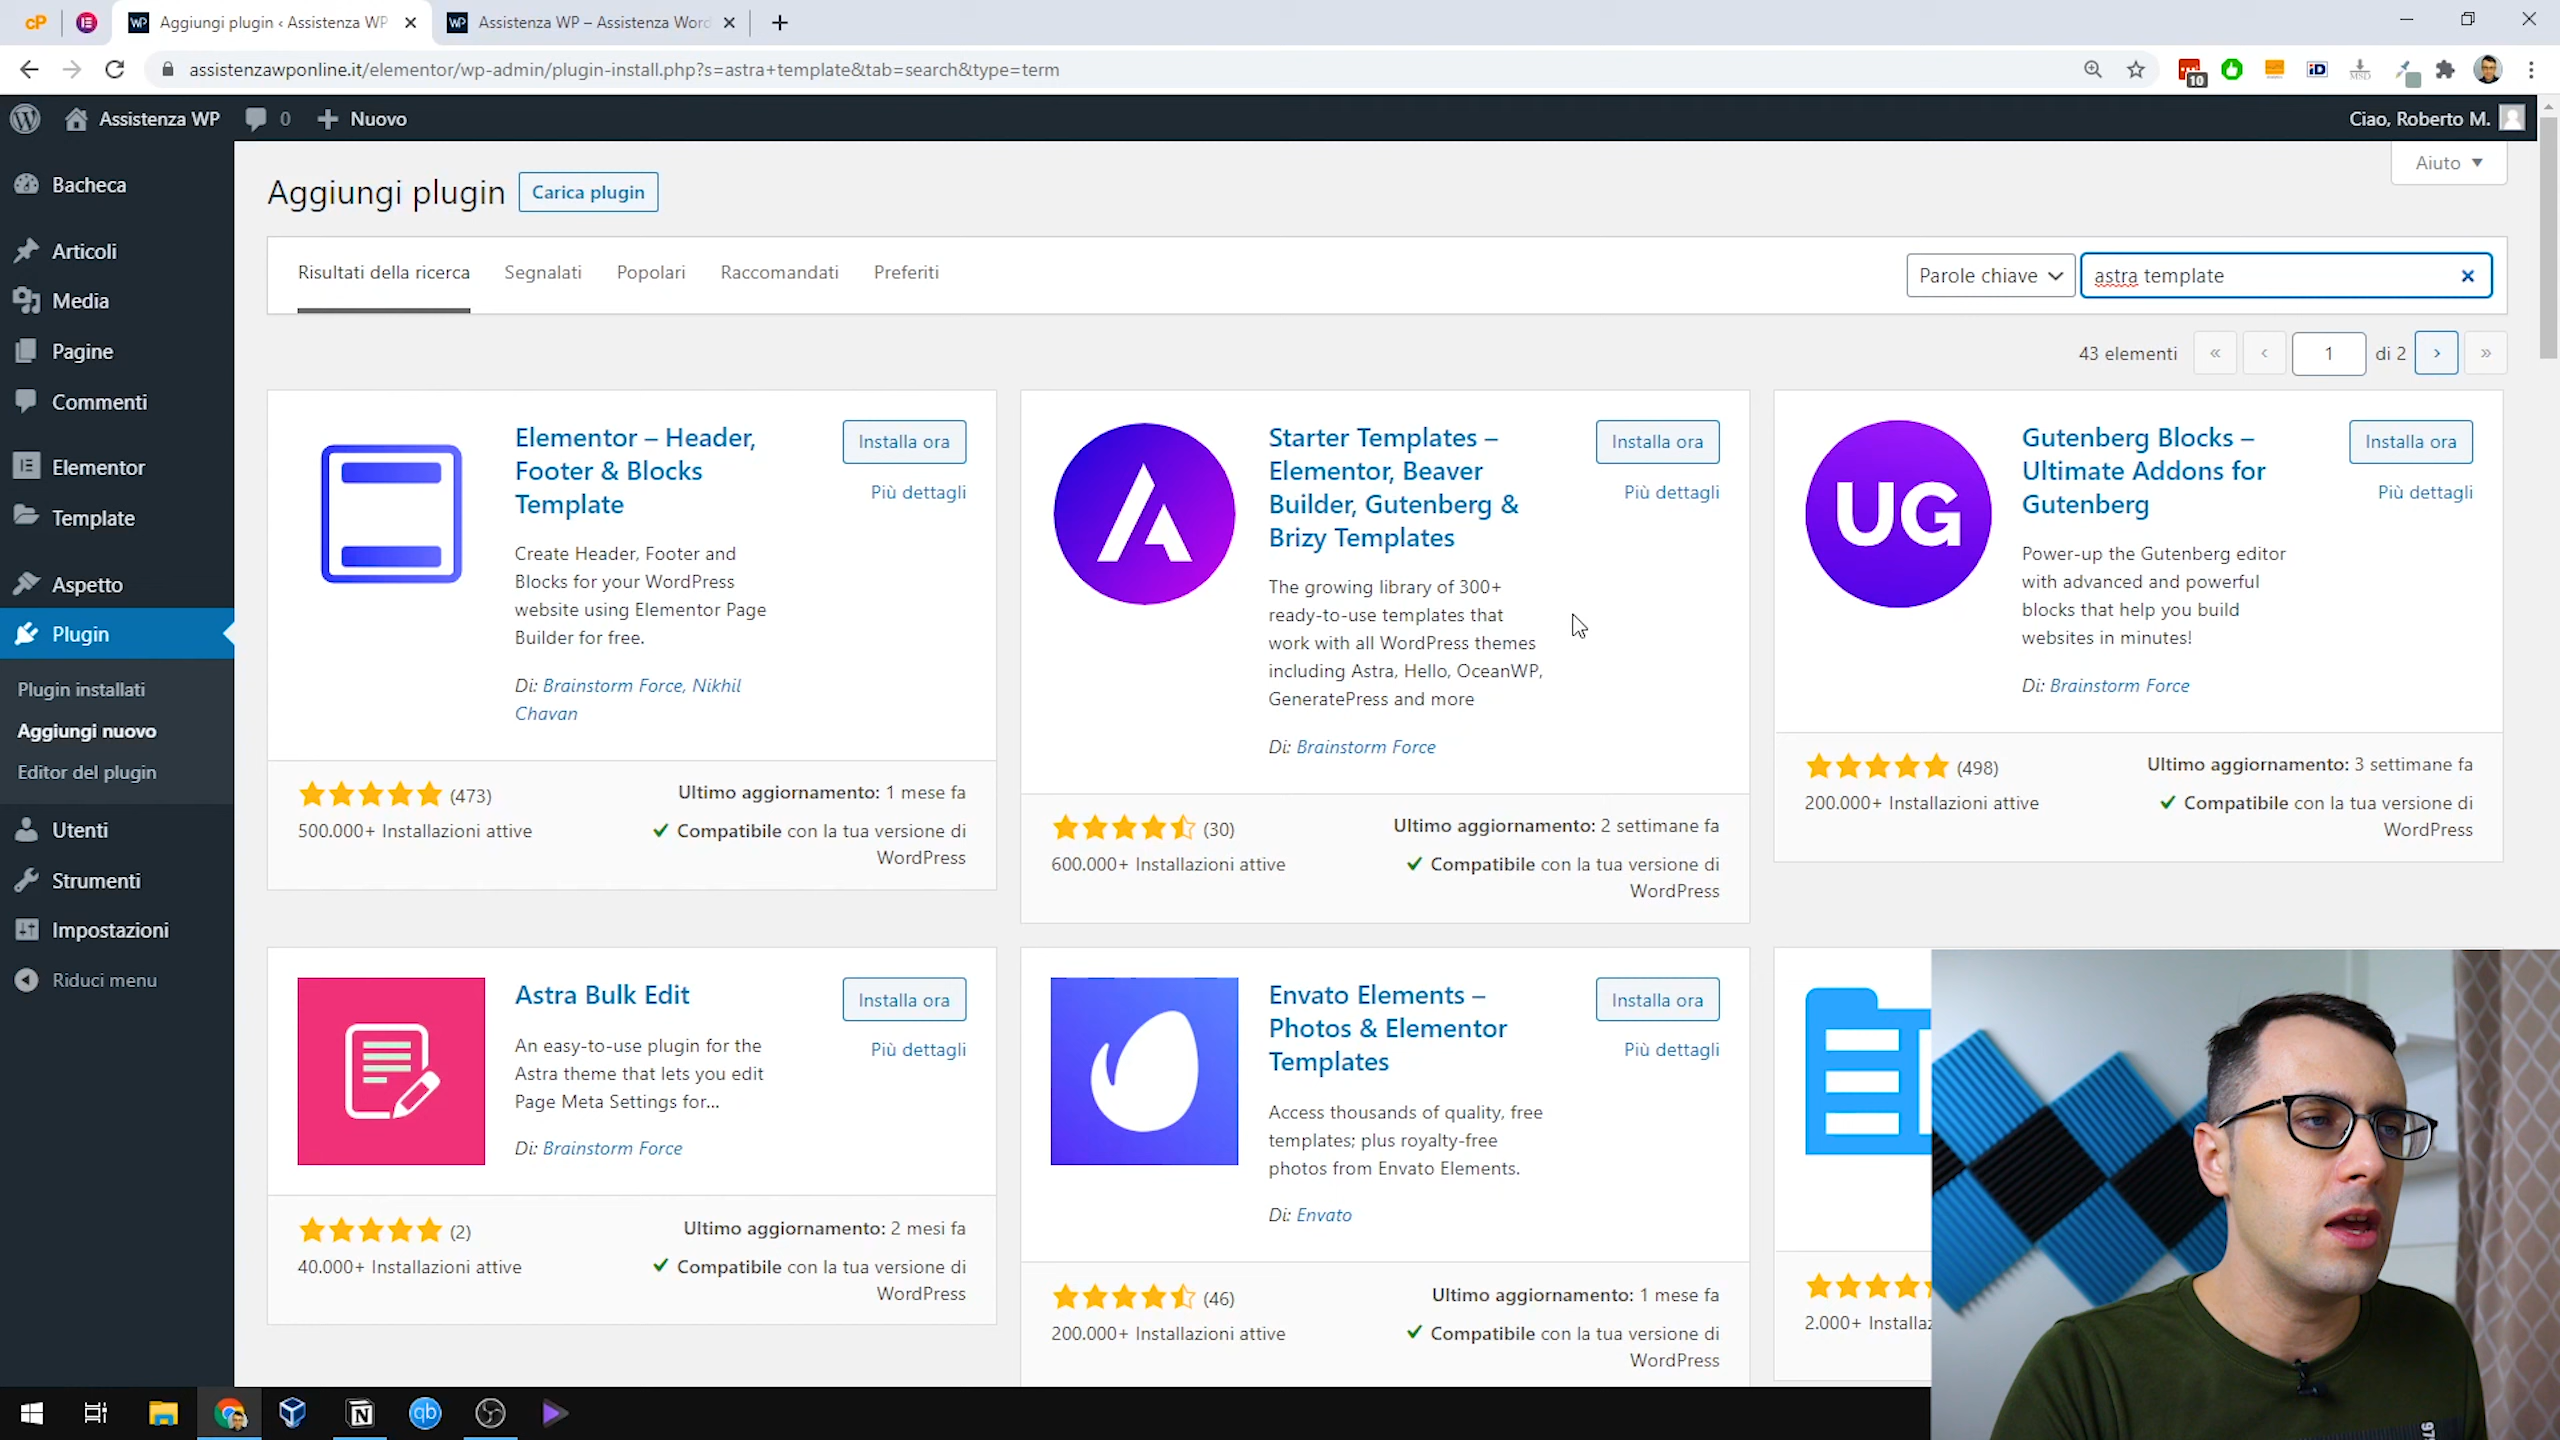 cP
Aggiungi plugin ‹ Assistenza WP
Assistenza WP – Assistenza Word
assistenzawponline.it/elementor/wp-admin/plugin-install.php?s=astra+template&tab=search&type=term
10
iD
MSD
Assistenza WP
0
Nuovo
Ciao, Roberto M.
Bacheca
Articoli
Media
Pagine
Commenti
Elementor
Template
Aspetto
Plugin
Plugin installati
Aggiungi nuovo
Editor del plugin
Utenti
Strumenti
Impostazioni
Riduci menu
Aiuto
Aggiungi plugin
Carica plugin
Risultati della ricerca
Segnalati
Popolari
Raccomandati
Preferiti
Parole chiave
astra template
43 elementi
«
‹
1
di 2
›
»
Elementor – Header,
Footer & Blocks
Template
Installa ora
Più dettagli
Create Header, Footer and
Blocks for your WordPress
website using Elementor Page
Builder for free.
Di: Brainstorm Force, Nikhil
Chavan
(473)
500.000+ Installazioni attive
Ultimo aggiornamento: 1 mese fa
Compatibile con la tua versione di
WordPress
Starter Templates –
Elementor, Beaver
Builder, Gutenberg &
Brizy Templates
Installa ora
Più dettagli
The growing library of 300+
ready-to-use templates that
work with all WordPress themes
including Astra, Hello, OceanWP,
GeneratePress and more
Di: Brainstorm Force
(30)
600.000+ Installazioni attive
Ultimo aggiornamento: 2 settimane fa
Compatibile con la tua versione di
WordPress
UG
Gutenberg Blocks –
Ultimate Addons for
Gutenberg
Installa ora
Più dettagli
Power-up the Gutenberg editor
with advanced and powerful
blocks that help you build
websites in minutes!
Di: Brainstorm Force
(498)
200.000+ Installazioni attive
Ultimo aggiornamento: 3 settimane fa
Compatibile con la tua versione di
WordPress
Astra Bulk Edit
Installa ora
Più dettagli
An easy-to-use plugin for the
Astra theme that lets you edit
Page Meta Settings for...
Di: Brainstorm Force
(2)
40.000+ Installazioni attive
Ultimo aggiornamento: 2 mesi fa
Compatibile con la tua versione di
WordPress
Envato Elements –
Photos & Elementor
Templates
Installa ora
Più dettagli
Access thousands of quality, free
templates; plus royalty-free
photos from Envato Elements.
Di: Envato
(46)
200.000+ Installazioni attive
Ultimo aggiornamento: 1 mese fa
Compatibile con la tua versione di
WordPress
2.000+ Installaz
N
qb